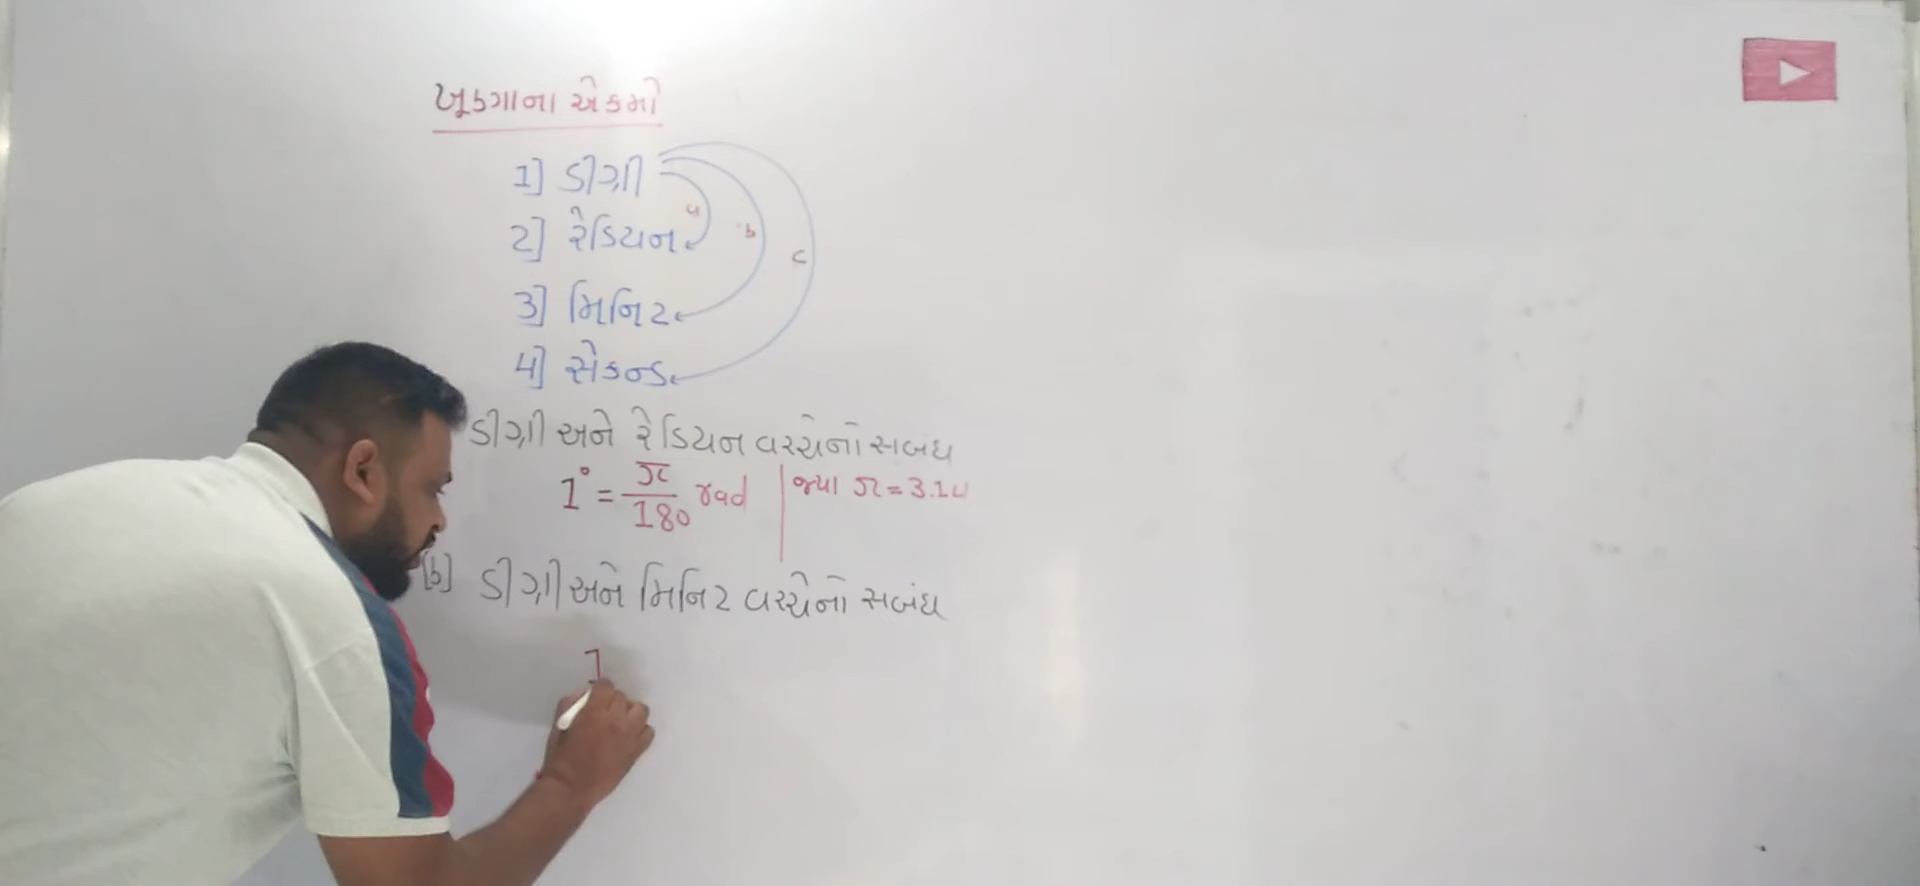 ખૂણાના એકમો
1] ડીગ્રી
2] રેડિયન
3] મિનિટ
4] સેકન્ડ
a
b
c
ડીગ્રી અને રેડિયન વચ્ચેનો સબંધ
1° = π/180 rad | જ્યા π = 3.14
[b] ડીગ્રી અને મિનિટ વચ્ચેનો સબંધ
1